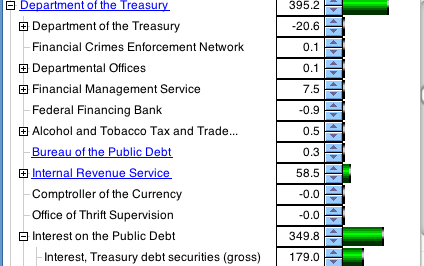 Department of the Treasury 395.2
Department of the Treasury -20.6
Financial Crimes Enforcement Network 0.1
Departmental Offices 0.1
Financial Management Service 7.5
Federal Financing Bank -0.9
Alcohol and Tobacco Tax and Trade... 0.5
Bureau of the Public Debt 0.3
Internal Revenue Service 58.5
Comptroller of the Currency -0.0
Office of Thrift Supervision -0.0
Interest on the Public Debt 349.8
Interest, Treasury debt securities (gross) 179.0